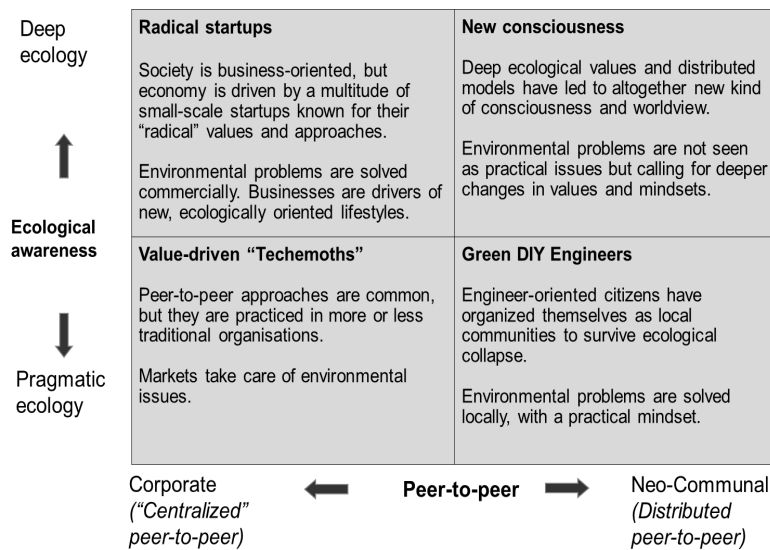 Deep
ecology
Ecological
awareness
Pragmatic
ecology
Radical startups
Society is business-oriented, but
economy is driven by a multitude of
small-scale startups known for their
“radical” values and approaches.
Environmental problems are solved
commercially. Businesses are drivers of
new, ecologically oriented lifestyles.
New consciousness
Deep ecological values and distributed
models have led to altogether new kind
of consciousness and worldview.
Environmental problems are not seen
as practical issues but calling for deeper
changes in values and mindsets.
Value-driven “Techemoths”
Peer-to-peer approaches are common,
but they are practiced in more or less
traditional organisations.
Markets take care of environmental
issues.
Green DIY Engineers
Engineer-oriented citizens have
organized themselves as local
communities to survive ecological
collapse.
Environmental problems are solved
locally, with a practical mindset.
Corporate
(“Centralized”
peer-to-peer)
Peer-to-peer
Neo-Communal
(Distributed
peer-to-peer)